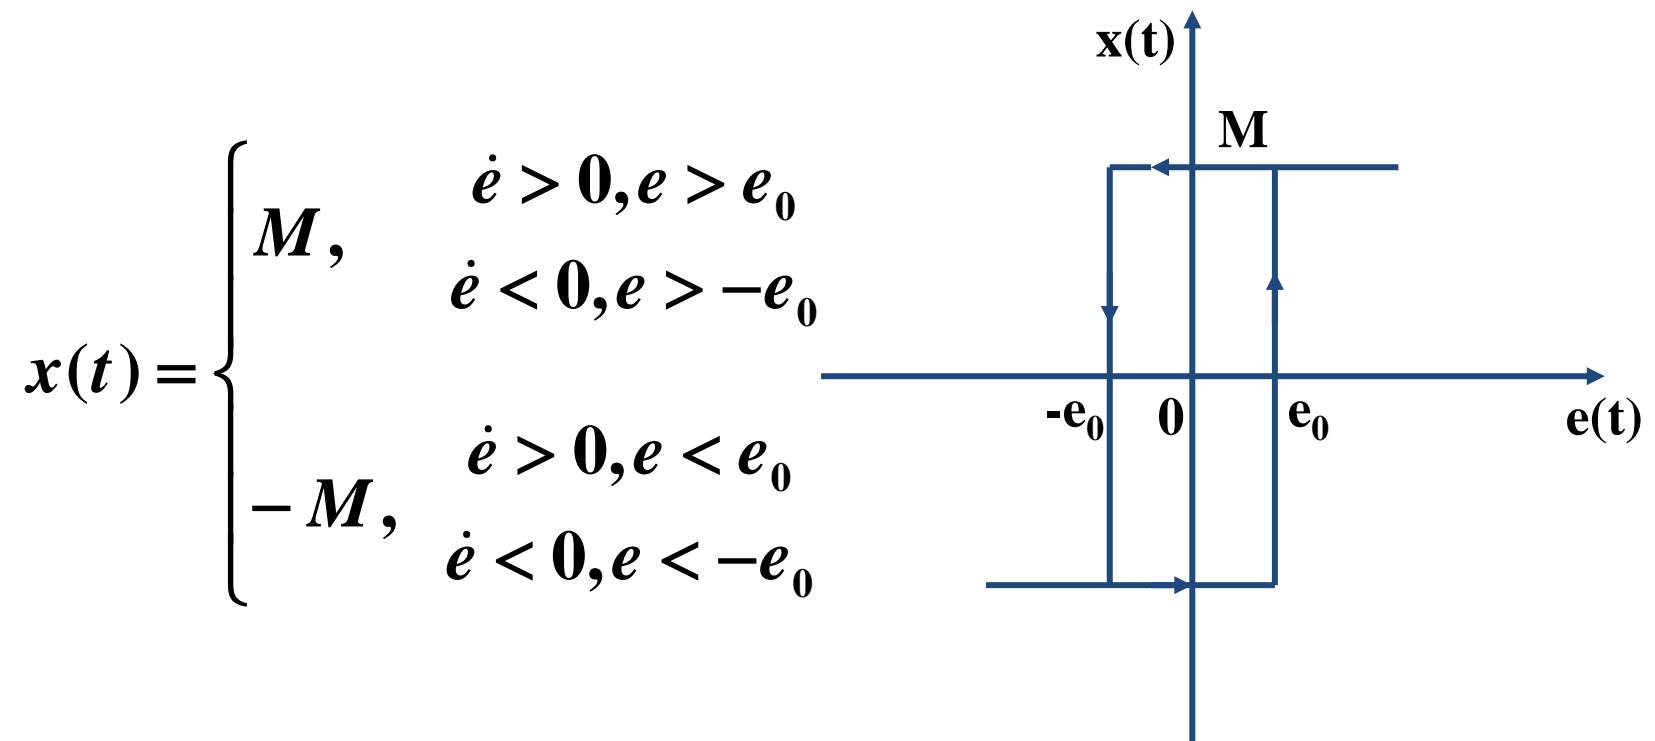 ė > 0, e > e₀
M,
ė < 0, e > −e₀
x(t) =
ė > 0, e < e₀
−M,
ė < 0, e < −e₀
x(t)
M
-e₀
0
e₀
e(t)